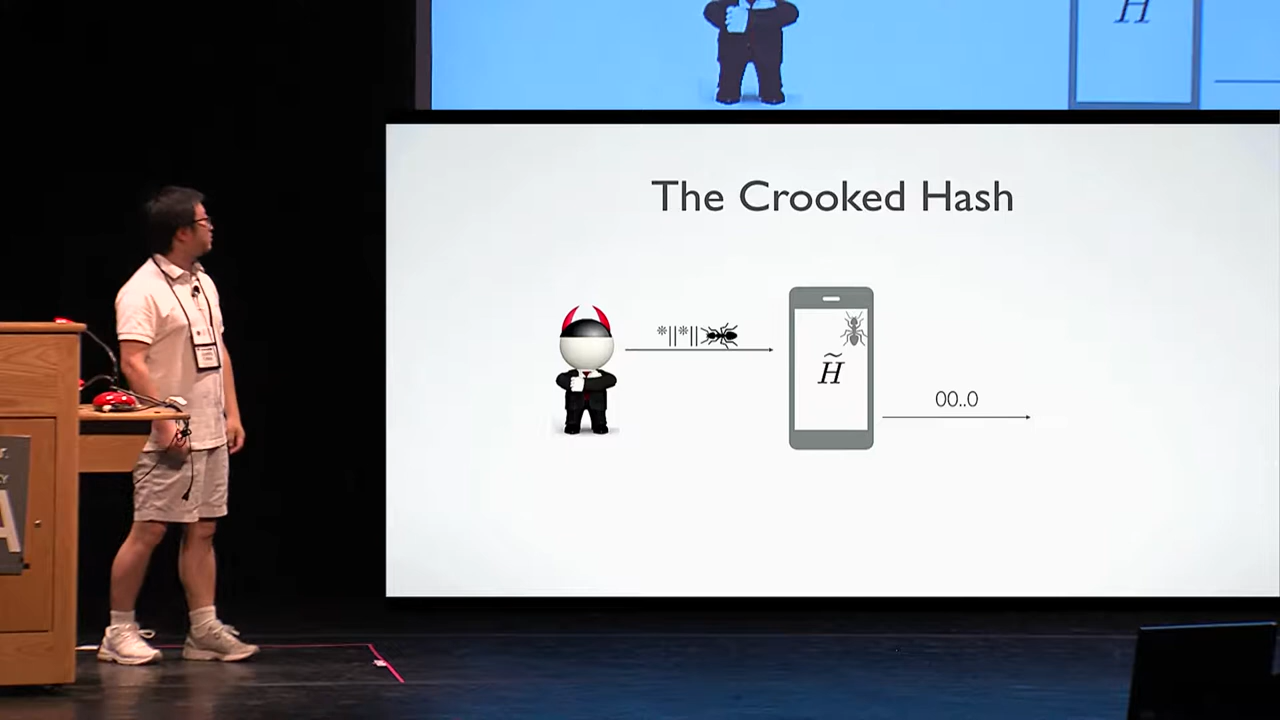 H
The Crooked Hash
*||*||
H̃
00..0
A